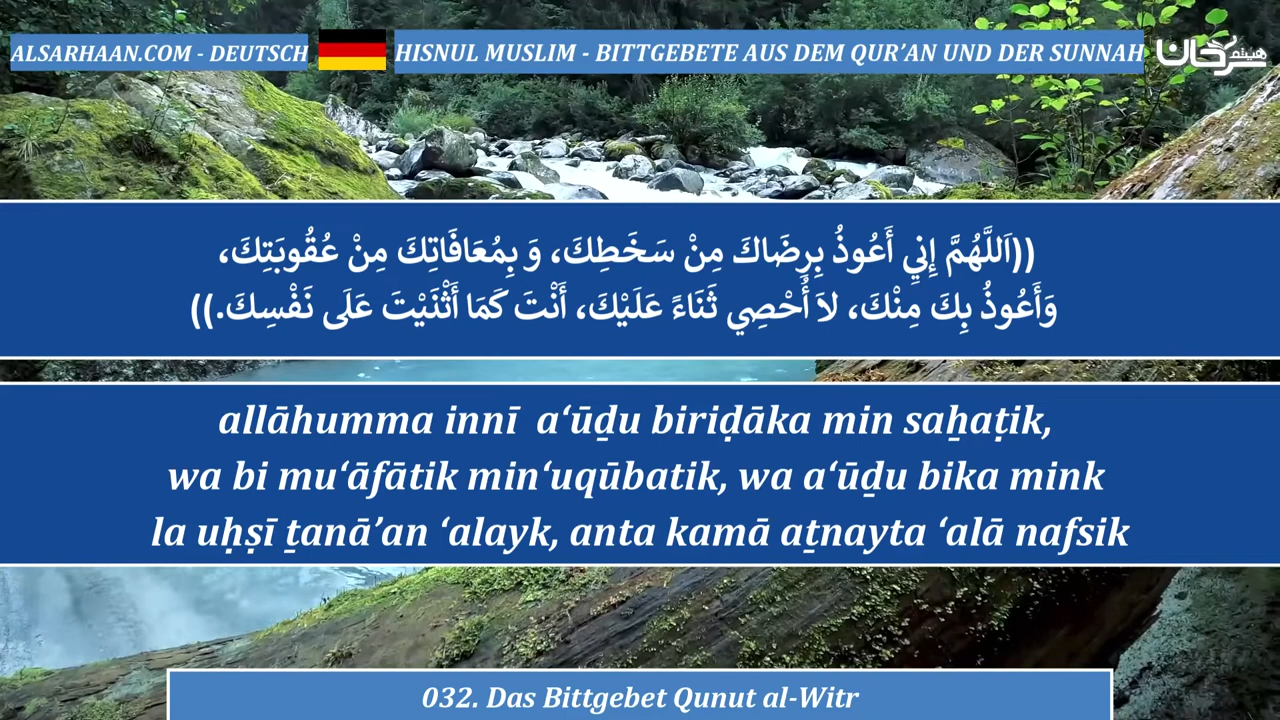 ALSARHAAN.COM - DEUTSCH
HISNUL MUSLIM - BITTGEBETE AUS DEM QUR’AN UND DER SUNNAH
هيثم سرحان
((اَللَّهُمَّ إِنِّي أَعُوذُ بِرِضَاكَ مِنْ سَخَطِكَ، وَ بِمُعَافَاتِكَ مِنْ عُقُوبَتِكَ،
وَأَعُوذُ بِكَ مِنْكَ، لاَ أُحْصِي ثَنَاءً عَلَيْكَ، أَنْتَ كَمَا أَثْنَيْتَ عَلَى نَفْسِكَ.))
allāhumma innī a‘ūḏu biriḍāka min saẖaṭik,
wa bi mu‘āfātik min‘uqūbatik, wa a‘ūḏu bika mink
la uḥṣī ṯanā’an ‘alayk, anta kamā aṯnayta ‘alā nafsik
032. Das Bittgebet Qunut al-Witr